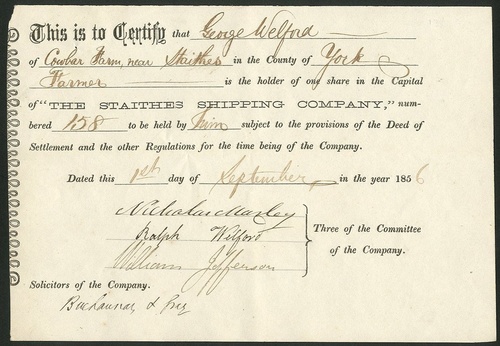 This is to Certify that George Welford
of Cowbar Farm, near Staithes in the County of York
Farmer is the holder of one share in the Capital
of "THE STAITHES SHIPPING COMPANY," num-
bered 158 to be held by him subject to the provisions of the Deed of
Settlement and the other Regulations for the time being of the Company.
Dated this 1st day of September in the year 1856
Nicholas Marley
Ralph Wilford
William Jefferson
Three of the Committee
of the Company.
Solicitors of the Company.
Buchannan &